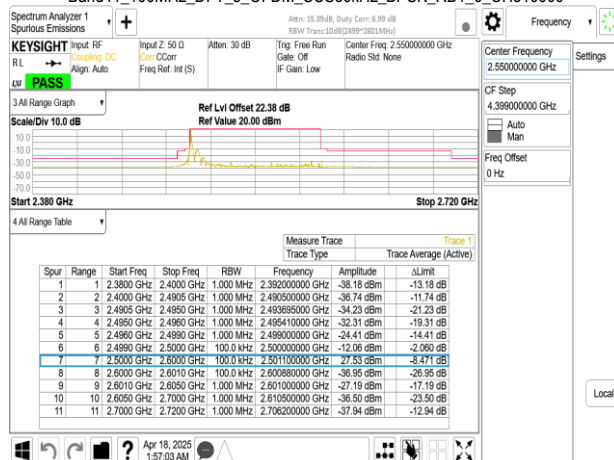 Spectrum Analyzer 1
Spurious Emissions
Attn: 15.39dB, Duty Corr: 6.99 dB
RBW Tranc:10dB(2499*2601MHz)
Frequency
KEYSIGHT
Input: RF
Coupling: DC
Align: Auto
Input Z: 50 Ω
Corr CCorr
Freq Ref: Int (S)
Atten: 30 dB
Trig: Free Run
Gate: Off
IF Gain: Low
Center Freq: 2.550000000 GHz
Radio Std: None
RL
LXI
PASS
Center Frequency
2.550000000 GHz
Settings
CF Step
4.399000000 GHz
Auto
Man
Freq Offset
0 Hz
3 All Range Graph
Scale/Div 10.0 dB
Ref Lvl Offset 22.38 dB
Ref Value 20.00 dBm
10.0
-10.0
-30.0
-50.0
-70.0
Start 2.380 GHz
Stop 2.720 GHz
4 All Range Table
Measure Trace Trace 1
Trace Type Trace Average (Active)
Spur Range Start Freq Stop Freq RBW Frequency Amplitude ΔLimit
1 1 2.3800 GHz 2.4000 GHz 1.000 MHz 2.392000000 GHz -38.18 dBm -13.18 dB
2 2 2.4000 GHz 2.4905 GHz 1.000 MHz 2.490500000 GHz -36.74 dBm -11.74 dB
3 3 2.4905 GHz 2.4950 GHz 1.000 MHz 2.493695000 GHz -34.23 dBm -21.23 dB
4 4 2.4950 GHz 2.4960 GHz 1.000 MHz 2.495410000 GHz -32.31 dBm -19.31 dB
5 5 2.4960 GHz 2.4990 GHz 1.000 MHz 2.499000000 GHz -24.41 dBm -14.41 dB
6 6 2.4990 GHz 2.5000 GHz 100.0 kHz 2.500000000 GHz -12.06 dBm -2.060 dB
7 7 2.5000 GHz 2.6000 GHz 100.0 kHz 2.501100000 GHz 27.53 dBm -8.471 dB
8 8 2.6000 GHz 2.6010 GHz 100.0 kHz 2.600880000 GHz -36.95 dBm -26.95 dB
9 9 2.6010 GHz 2.6050 GHz 1.000 MHz 2.601000000 GHz -27.19 dBm -17.19 dB
10 10 2.6050 GHz 2.7000 GHz 1.000 MHz 2.610500000 GHz -36.50 dBm -23.50 dB
11 11 2.7000 GHz 2.7200 GHz 1.000 MHz 2.706200000 GHz -37.94 dBm -12.94 dB
Local
Apr 18, 2025
1:57:03 AM